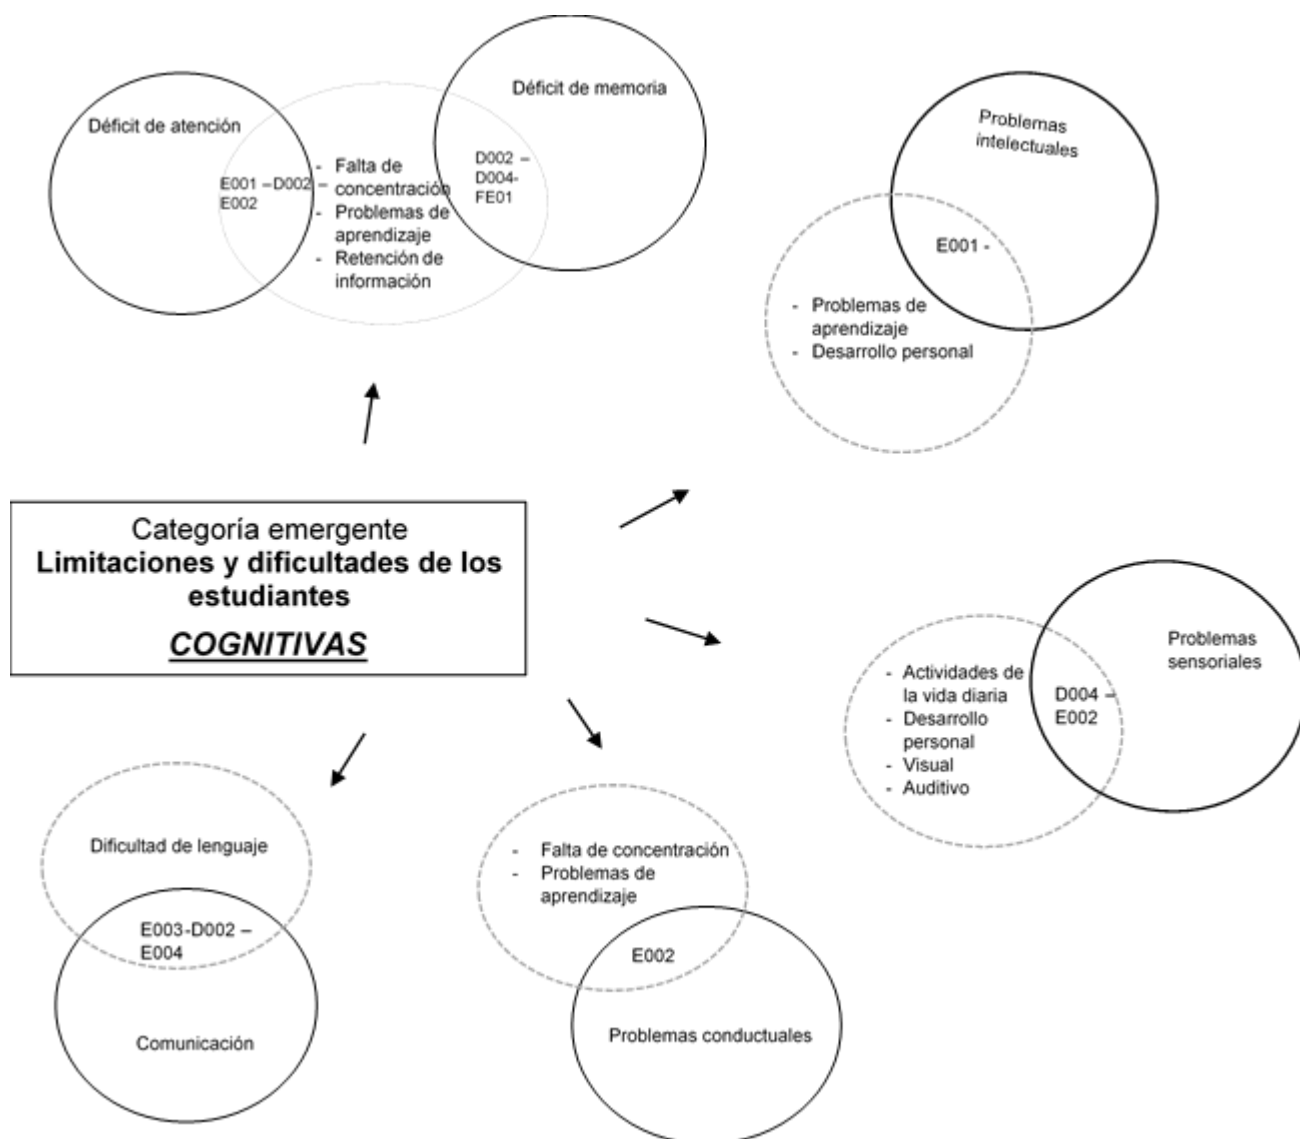 Déficit de atención
E001 – D002 –
E002
- Falta de
concentración
- Problemas de
aprendizaje
- Retención de
información
Déficit de memoria
D002 –
D004-
FE01
Problemas
intelectuales
E001 -
- Problemas de
aprendizaje
- Desarrollo personal
Categoría emergente
Limitaciones y dificultades de los
estudiantes
COGNITIVAS
Problemas
sensoriales
- Actividades de
la vida diaria
- Desarrollo
personal
- Visual
- Auditivo
D004 –
E002
Dificultad de lenguaje
E003-D002 –
E004
Comunicación
- Falta de concentración
- Problemas de
aprendizaje
E002
Problemas conductuales